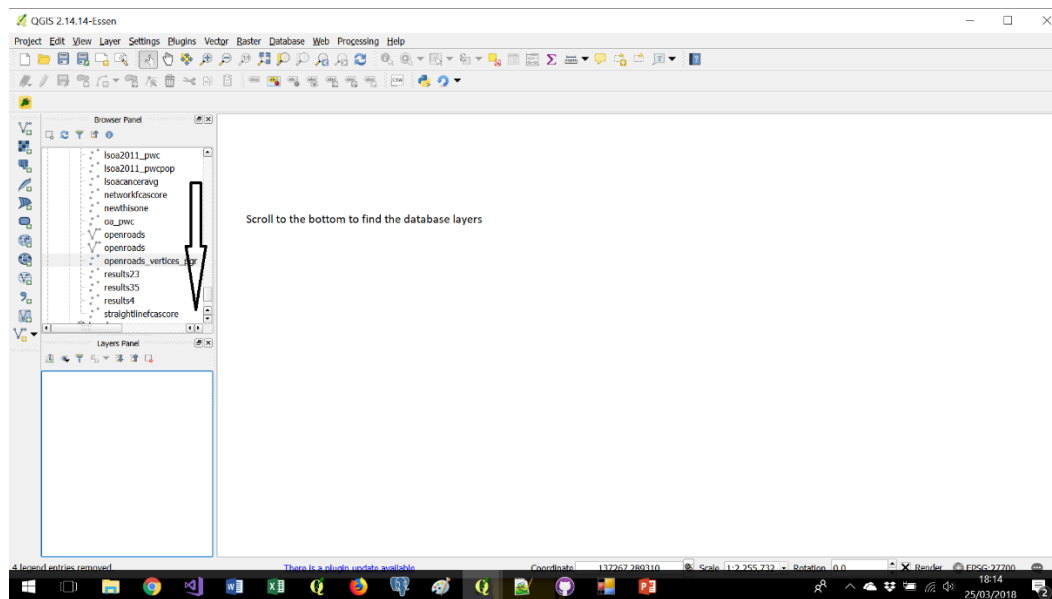 QGIS 2.14.14-Essen
Project Edit View Layer Settings Plugins Vector Raster Database Web Processing Help
Browser Panel
lsoa2011_pwc
lsoa2011_pwcpop
lsoacanceravg
networkfcascore
newthisone
oa_pwc
openroads
openroads
openroads_vertices_pgr
results23
results35
results4
straightlinefcascore
Scroll to the bottom to find the database layers
Layers Panel
4 legend entries removed. There is a plugin update available Coordinate 137267,289310 Scale 1:2,255,732 Rotation 0.0 Render EPSG:27700
18:14
25/03/2018